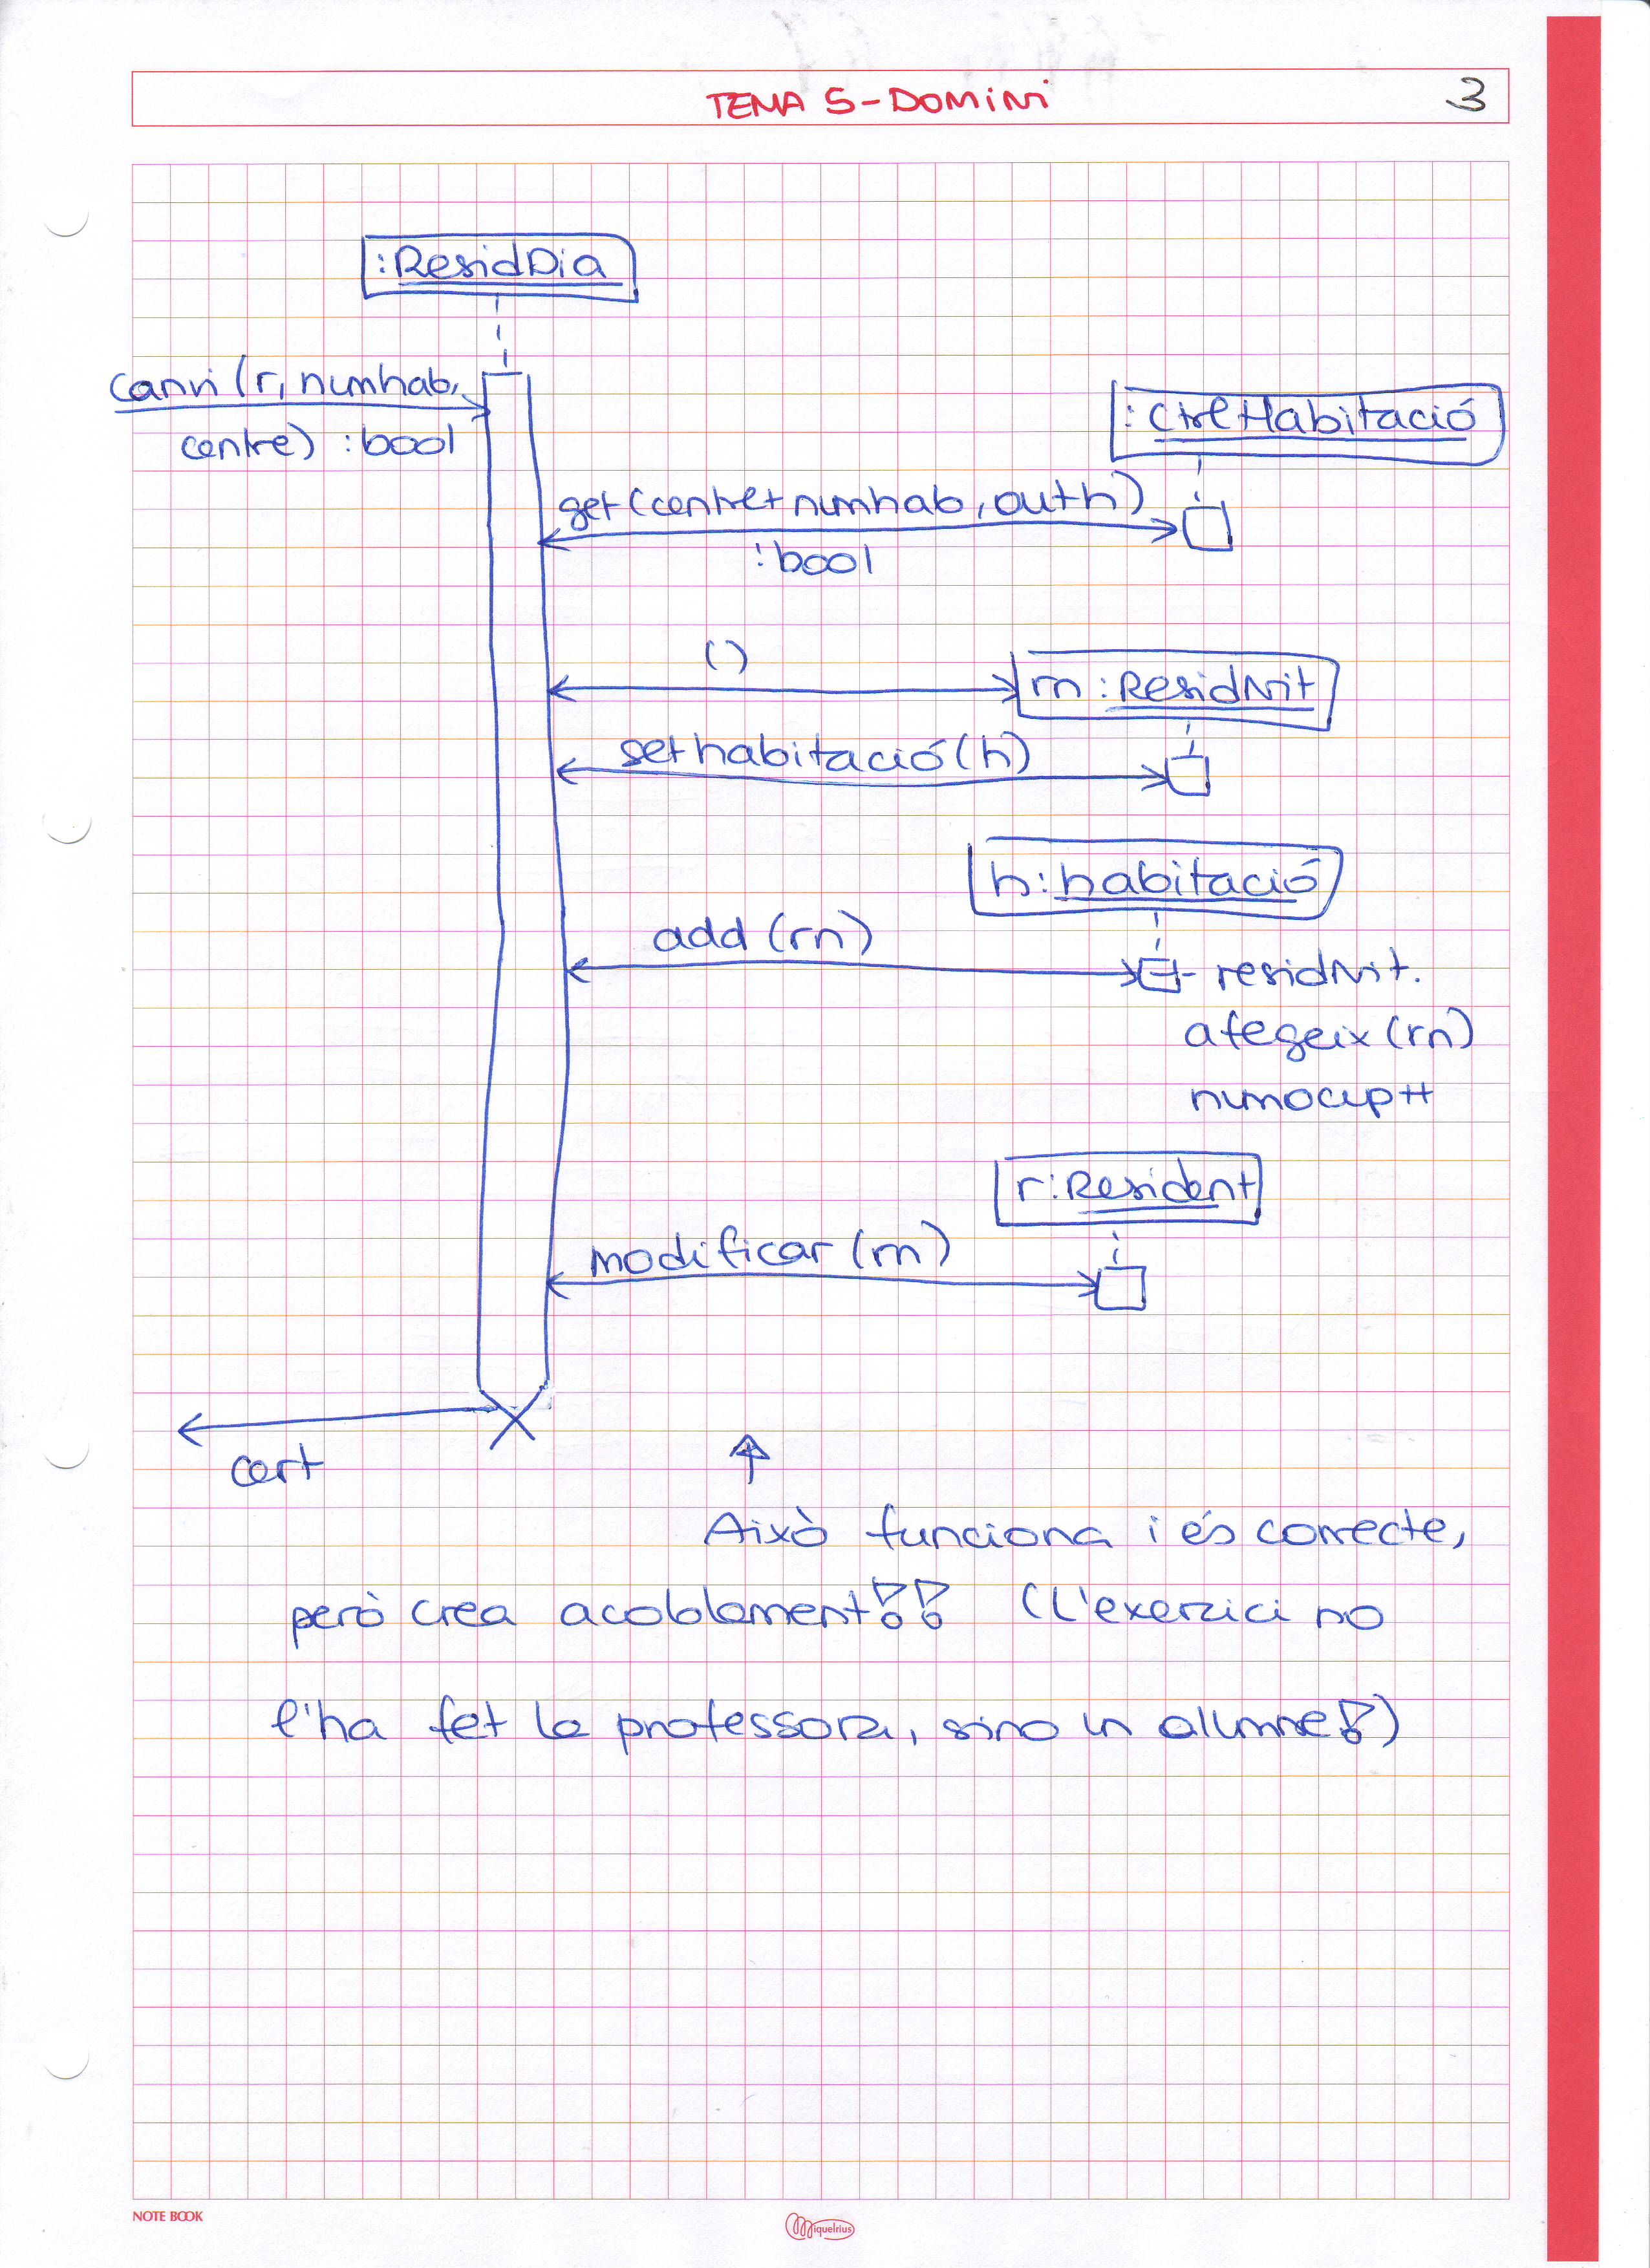 TEMA 5 - DOMINI
3
:ResidDia
canvi (r, numhab,
centre) : bool
:CtrlHabitació
get (centre+numhab, out h)
: bool
()
rn : ResidNit
set habitació (h)
h: habitació
add (rn)
residNit.
afegeix (rn)
numocup++
r: Resident
modificar (rn)
cert
Això funciona i és correcte,
però crea acoblament!! (L'exercici no
l'ha fet la professora, sino un alumne!)
NOTE BOOK
Miquelrius